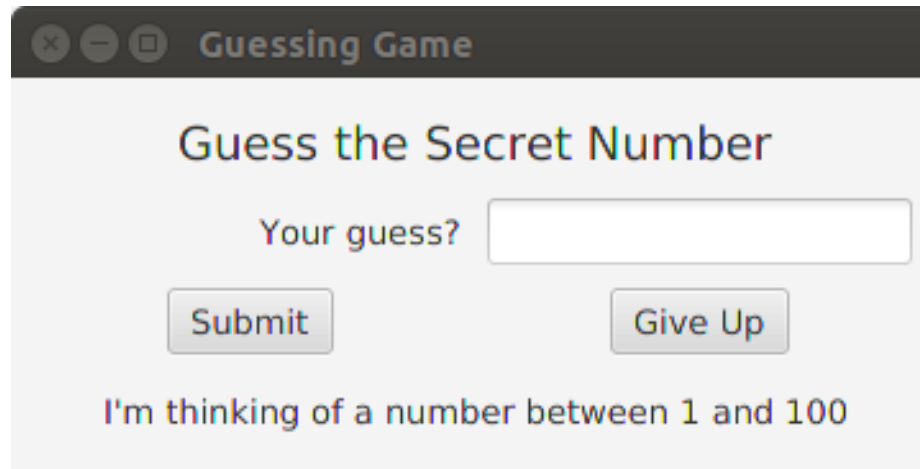 Guessing Game
Guess the Secret Number
Your guess?
Submit Give Up
I'm thinking of a number between 1 and 100